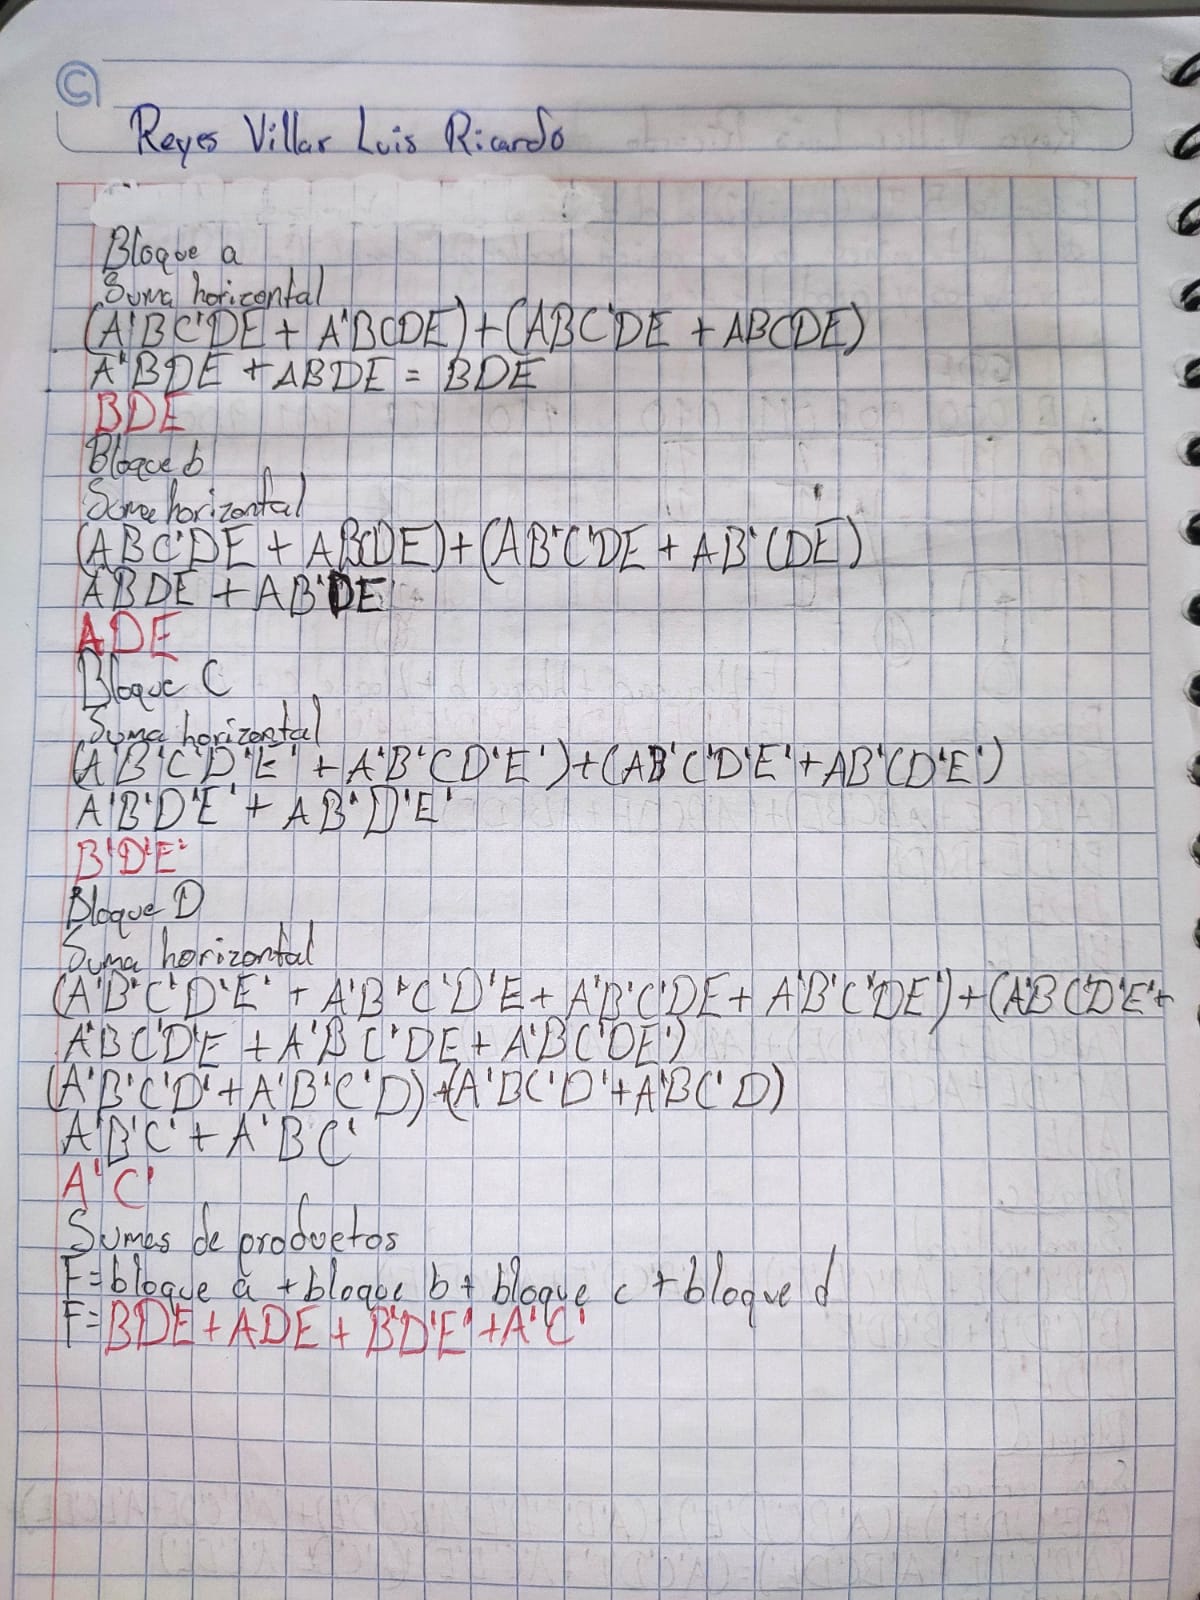 Reyes Villar Luis Ricardo
Bloque a
Suma horizontal
(A'BC'DE + A'BCDE)+(ABC'DE + ABCDE)
A'BDE + ABDE = BDE
BDE
Bloque b
Suma horizontal
(ABC'DE + ABCDE)+(AB'C'DE + AB'CDE)
ABDE + AB'DE
ADE
Bloque C
Suma horizontal
(A'B'C'D'E' + A'B'CD'E')+(AB'C'D'E'+AB'CD'E')
A'B'D'E' + AB'D'E'
B'D'E'
Bloque D
Suma horizontal
(A'B'C'D'E' + A'B'C'D'E + A'B'C'DE + A'B'C'DE')+(A'BC'D'E'+
A'BC'D'E + A'BC'DE + A'BC'DE')
(A'B'C'D' + A'B'C'D)+(A'BC'D' + A'BC'D)
A'B'C' + A'BC'
A'C'
Sumas de productos
F=bloque a + bloque b + bloque c + bloque d
F=BDE + ADE + B'D'E' + A'C'